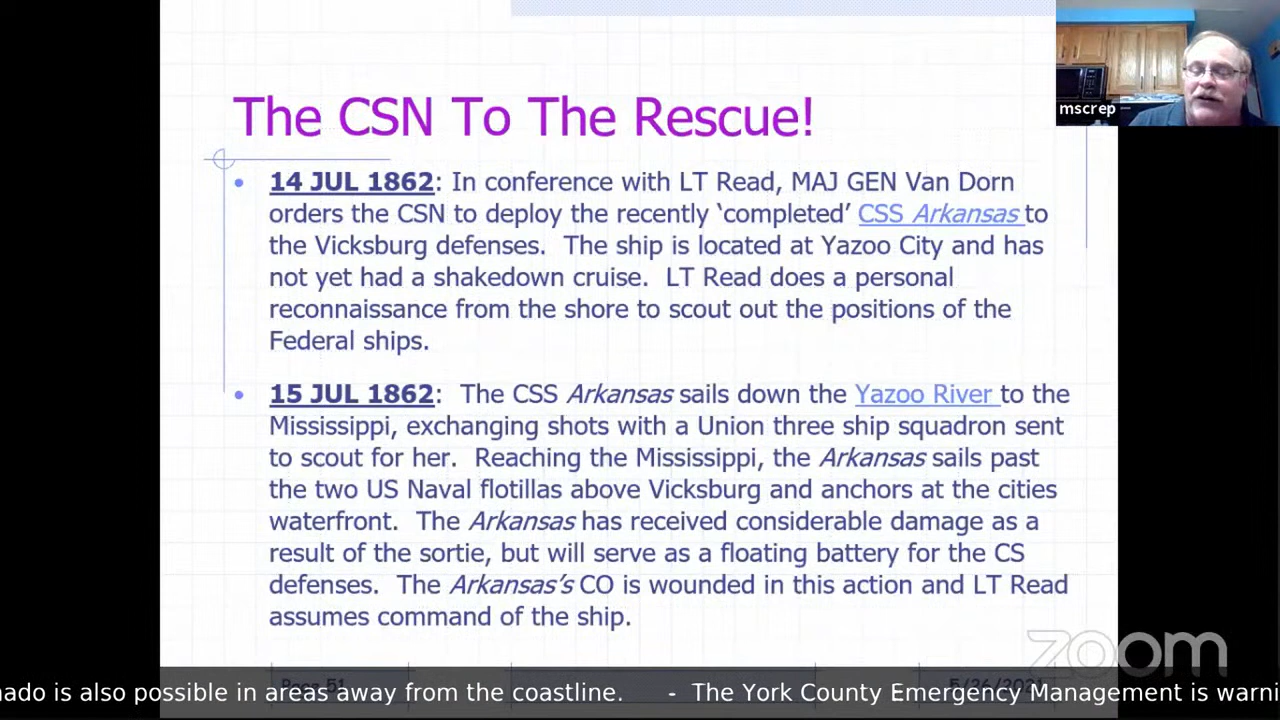 The CSN To The Rescue!
mscrep
• 14 JUL 1862: In conference with LT Read, MAJ GEN Van Dorn
orders the CSN to deploy the recently ‘completed’ CSS Arkansas to
the Vicksburg defenses. The ship is located at Yazoo City and has
not yet had a shakedown cruise. LT Read does a personal
reconnaissance from the shore to scout out the positions of the
Federal ships.
• 15 JUL 1862: The CSS Arkansas sails down the Yazoo River to the
Mississippi, exchanging shots with a Union three ship squadron sent
to scout for her. Reaching the Mississippi, the Arkansas sails past
the two US Naval flotillas above Vicksburg and anchors at the cities
waterfront. The Arkansas has received considerable damage as a
result of the sortie, but will serve as a floating battery for the CS
defenses. The Arkansas’s CO is wounded in this action and LT Read
assumes command of the ship.
zoom
Page 51 5/26/2021
is also possible in areas away from the coastline. - The York County Emergency Management is